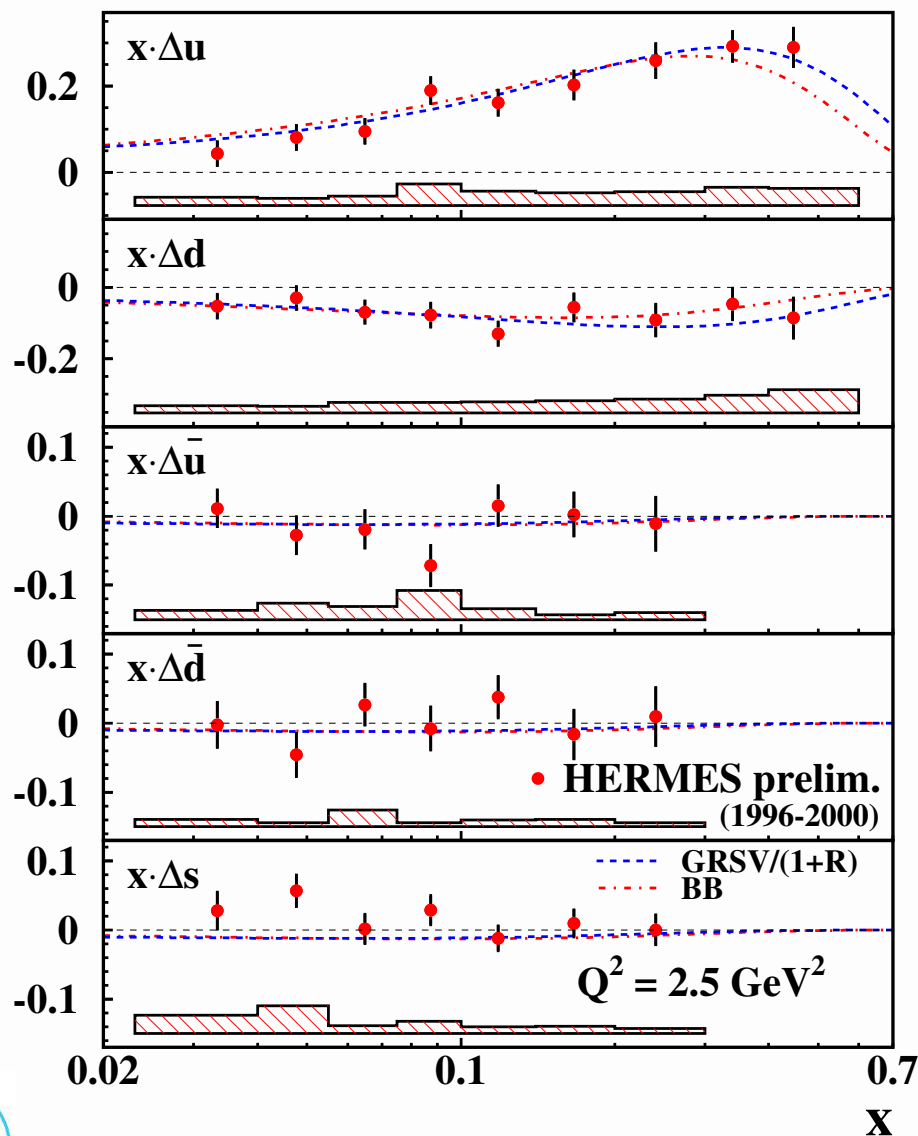 x·Δu
0.2
0
x·Δd
0
-0.2
x·Δū
0.1
0
-0.1
x·Δd̄
0.1
0
-0.1
HERMES prelim.
(1996-2000)
x·Δs
0.1
0
-0.1
GRSV/(1+R)
BB
Q² = 2.5 GeV²
0.02 0.1 0.7
x